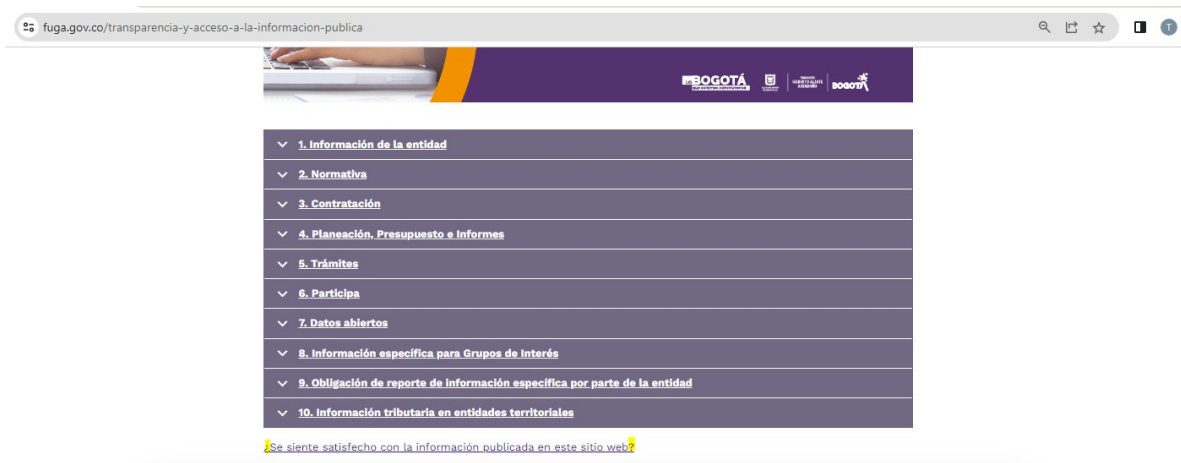 fuga.gov.co/transparencia-y-acceso-a-la-informacion-publica
T
BOGOTÁ
BOGOTÁ
1. Información de la entidad
2. Normativa
3. Contratación
4. Planeación, Presupuesto e Informes
5. Trámites
6. Participa
7. Datos abiertos
8. Información específica para Grupos de Interés
9. Obligación de reporte de información específica por parte de la entidad
10. Información tributaria en entidades territoriales
¿Se siente satisfecho con la información publicada en este sitio web?